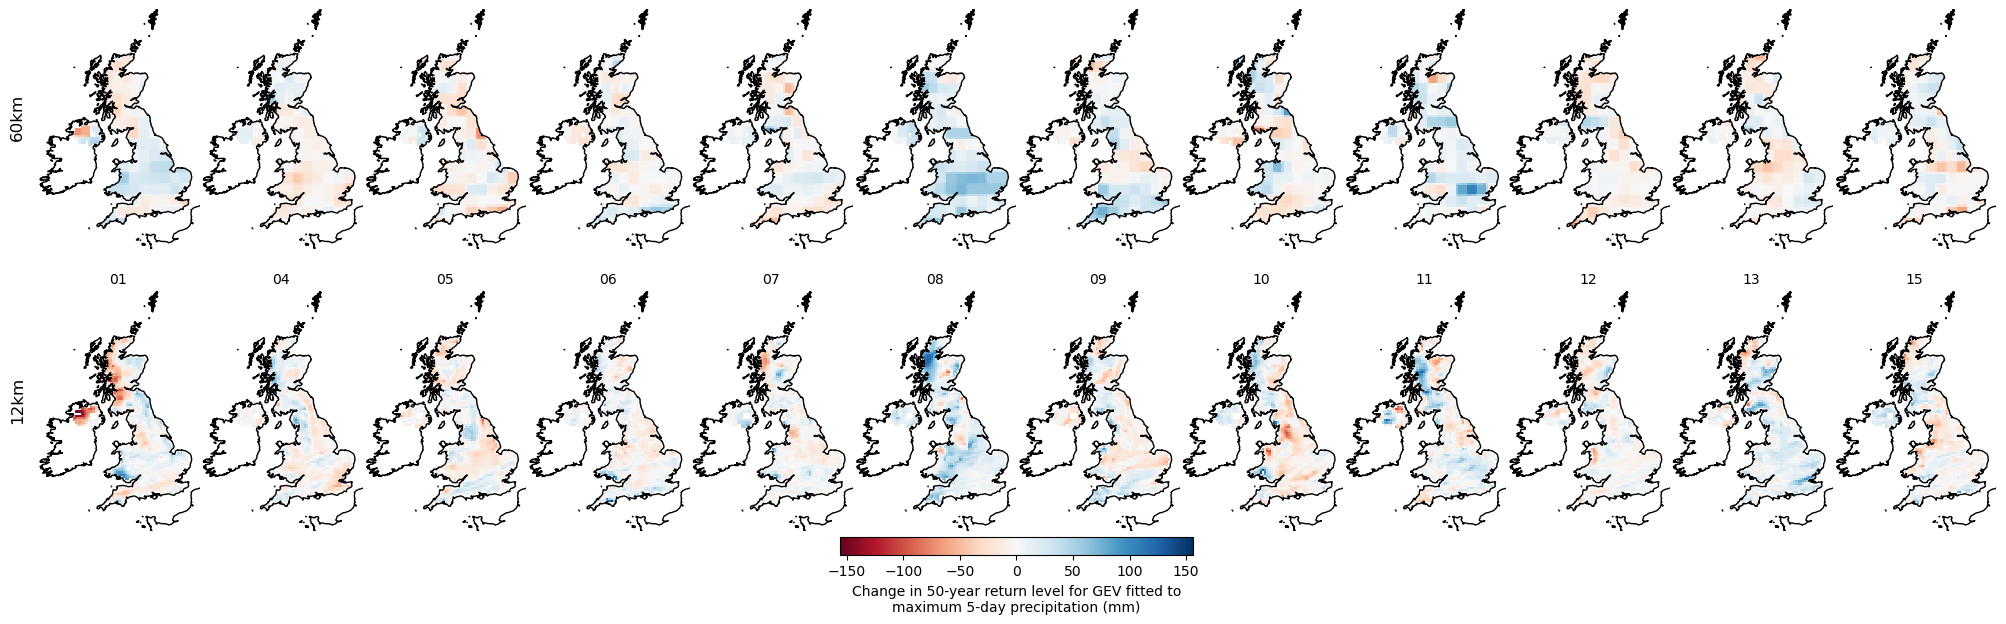 60km
01 04 05 06 07 08 09 10 11 12 13 15
12km
−150 −100 −50 0 50 100 150
Change in 50-year return level for GEV fitted to
maximum 5-day precipitation (mm)